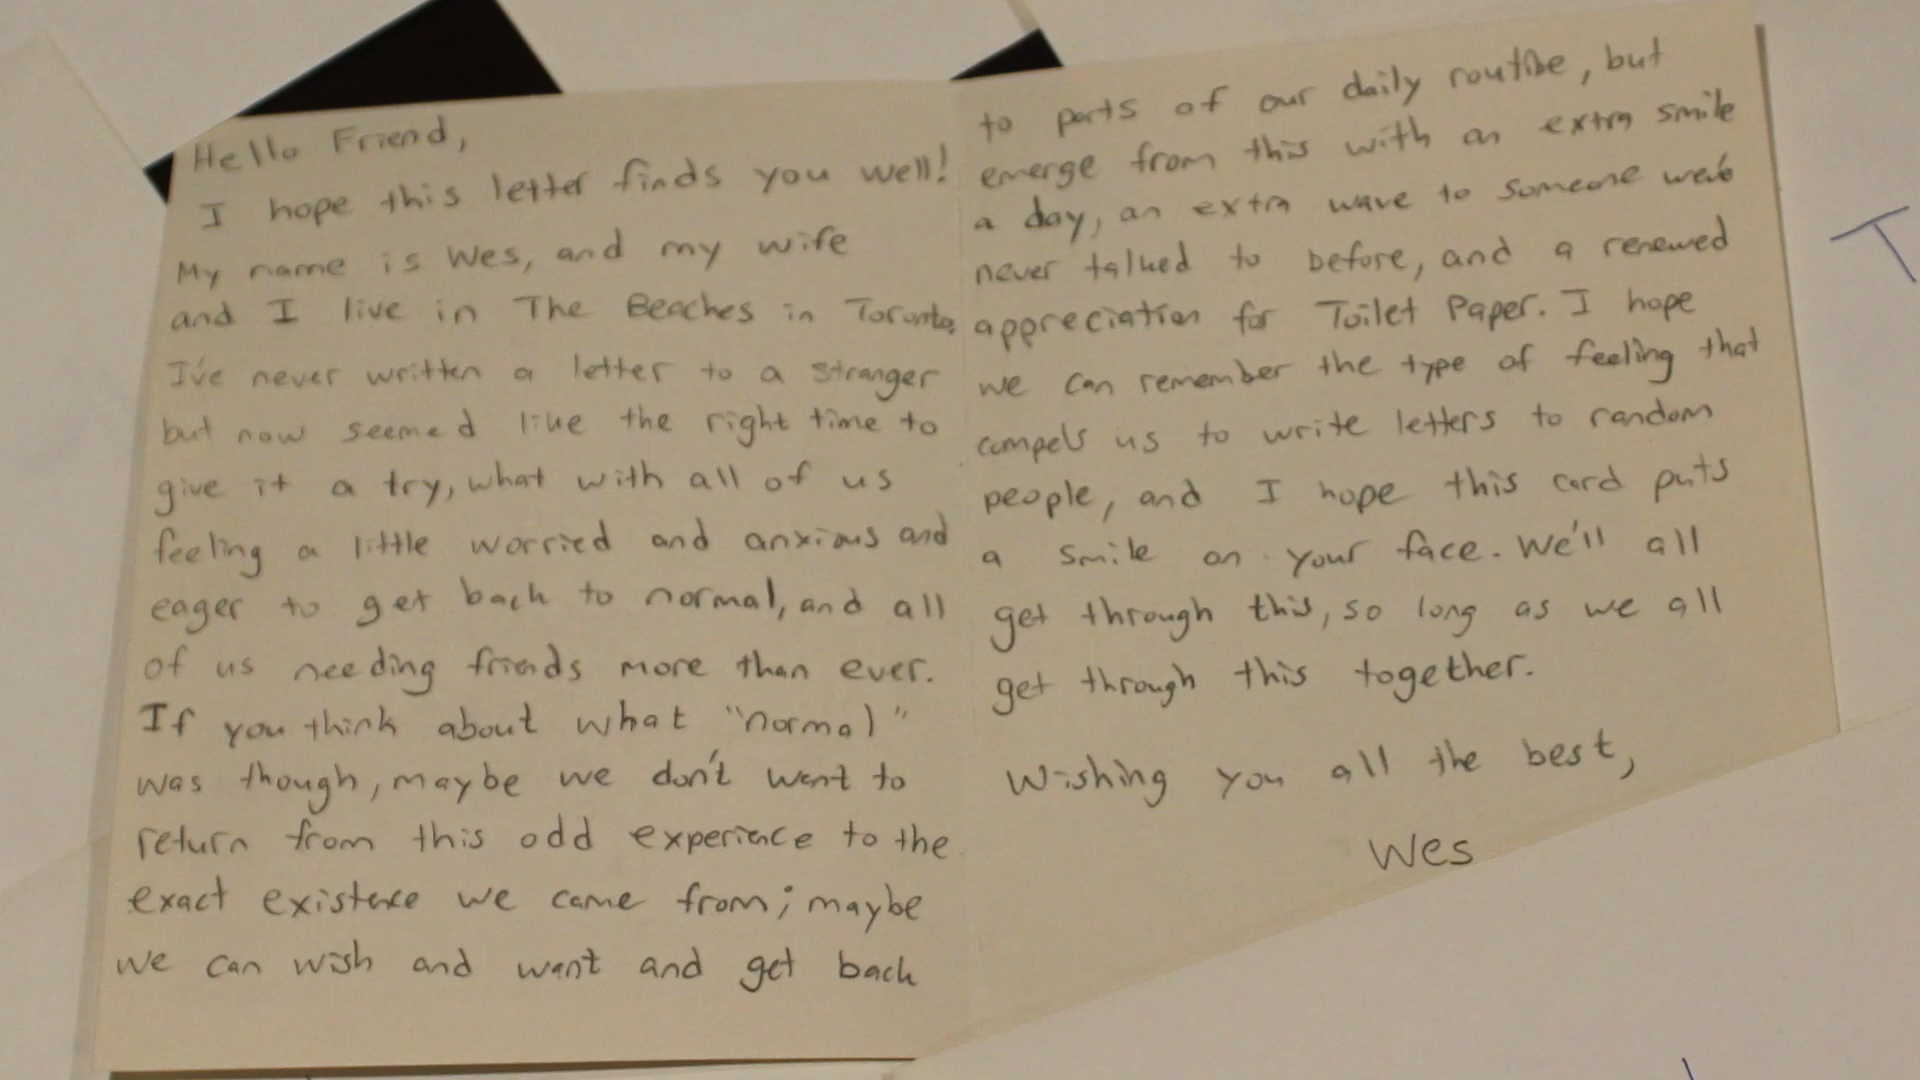 Hello Friend,
I hope this letter finds you well!
My name is Wes, and my wife
and I live in The Beaches in Toronto.
I've never written a letter to a stranger
but now seemed like the right time to
give it a try, what with all of us
feeling a little worried and anxious and
eager to get back to normal, and all
of us needing friends more than ever.
If you think about what "normal"
was though, maybe we don't want to
return from this odd experience to the
exact existence we came from; maybe
we can wish and want and get back
to parts of our daily routine, but
emerge from this with an extra smile
a day, an extra wave to someone we've
never talked to before, and a renewed
appreciation for Toilet Paper. I hope
we can remember the type of feeling that
compels us to write letters to random
people, and I hope this card puts
a smile on your face. We'll all
get through this, so long as we all
get through this together.
Wishing you all the best,
Wes
T